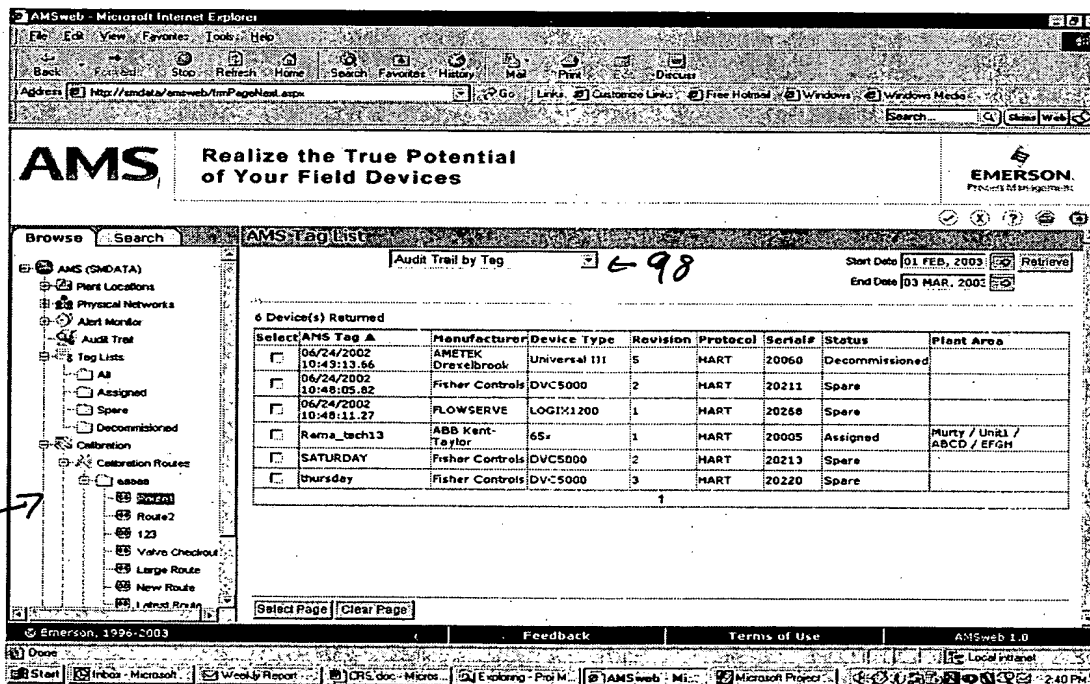 AMSweb - Microsoft Internet Explorer
File Edit View Favorites Tools Help
Back Forward Stop Refresh Home Search Favorites History Mail Print Edit Discuss
Address http://smdata/amsweb/frmPageNext.aspx Go Links Customize Links Free Hotmail Windows Windows Media
Search... Skins Web
AMS
Realize the True Potential
of Your Field Devices
EMERSON.
Process Management
Browse Search AMS Tag List
AMS (SMDATA)
Plant Locations
Physical Networks
Alert Monitor
Audit Trail
Tag Lists
All
Assigned
Spare
Decommisioned
Calibration
Calibration Routes
Route2
123
Valve Checkout
Large Route
New Route
Latest Route
Audit Trail by Tag
← 98
Start Date 01 FEB, 2003 Retrieve
End Date 03 MAR, 2003
6 Device(s) Returned
Select AMS Tag ▲ Manufacturer Device Type Revision Protocol Serial# Status Plant Area
06/24/2002 10:43:13.66 AMETEK Drexelbrook Universal III 5 HART 20060 Decommissioned
06/24/2002 10:48:05.82 Fisher Controls DVC5000 2 HART 20211 Spare
06/24/2002 10:48:11.27 FLOWSERVE LOGIX1200 1 HART 20268 Spare
Rama_tech13 ABB Kent-Taylor 65x 1 HART 20005 Assigned Murty / Unit1 / ABCD / EFGH
SATURDAY Fisher Controls DVC5000 2 HART 20213 Spare
thursday Fisher Controls DVC5000 3 HART 20220 Spare
1
Select Page Clear Page
© Emerson, 1996-2003 Feedback Terms of Use AMSweb 1.0
Done Local intranet
Start Inbox - Microsoft... Weekly Report... CRS.doc - Micros... Exploring - Proj M... AMSweb - Mi... Microsoft Project... 2:40 PM